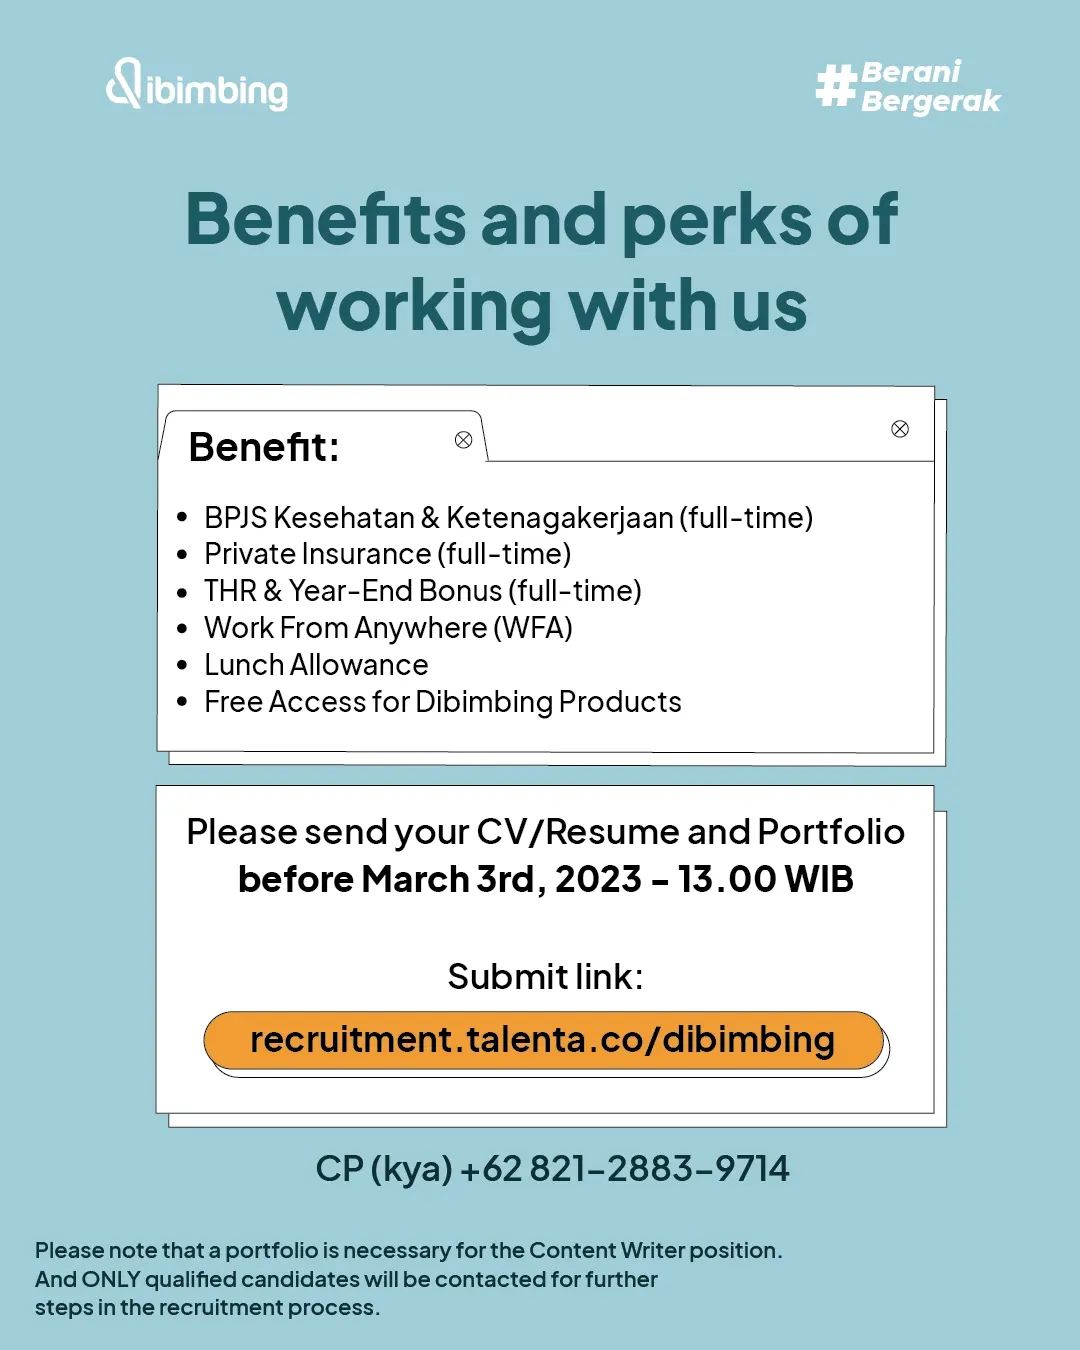 dibimbing
#Berani
Bergerak
Benefits and perks of
working with us
Benefit:
• BPJS Kesehatan & Ketenagakerjaan (full-time)
• Private Insurance (full-time)
• THR & Year-End Bonus (full-time)
• Work From Anywhere (WFA)
• Lunch Allowance
• Free Access for Dibimbing Products
Please send your CV/Resume and Portfolio
before March 3rd, 2023 - 13.00 WIB
Submit link:
recruitment.talenta.co/dibimbing
CP (kya) +62 821-2883-9714
Please note that a portfolio is necessary for the Content Writer position.
And ONLY qualified candidates will be contacted for further
steps in the recruitment process.